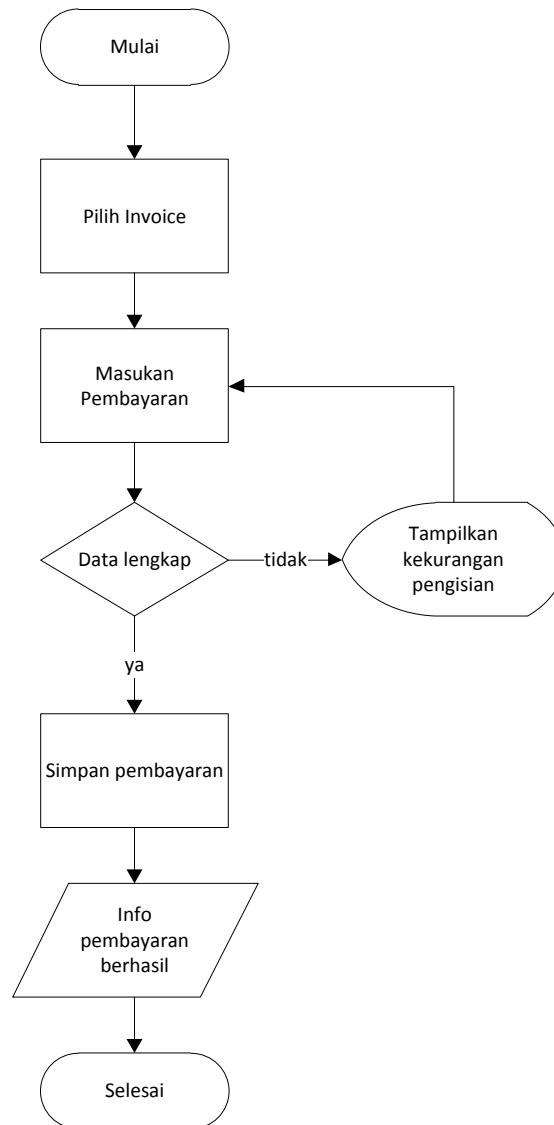 Mulai
Pilih Invoice
Masukan
Pembayaran
Data lengkap
tidak
Tampilkan
kekurangan
pengisian
ya
Simpan pembayaran
Info
pembayaran
berhasil
Selesai